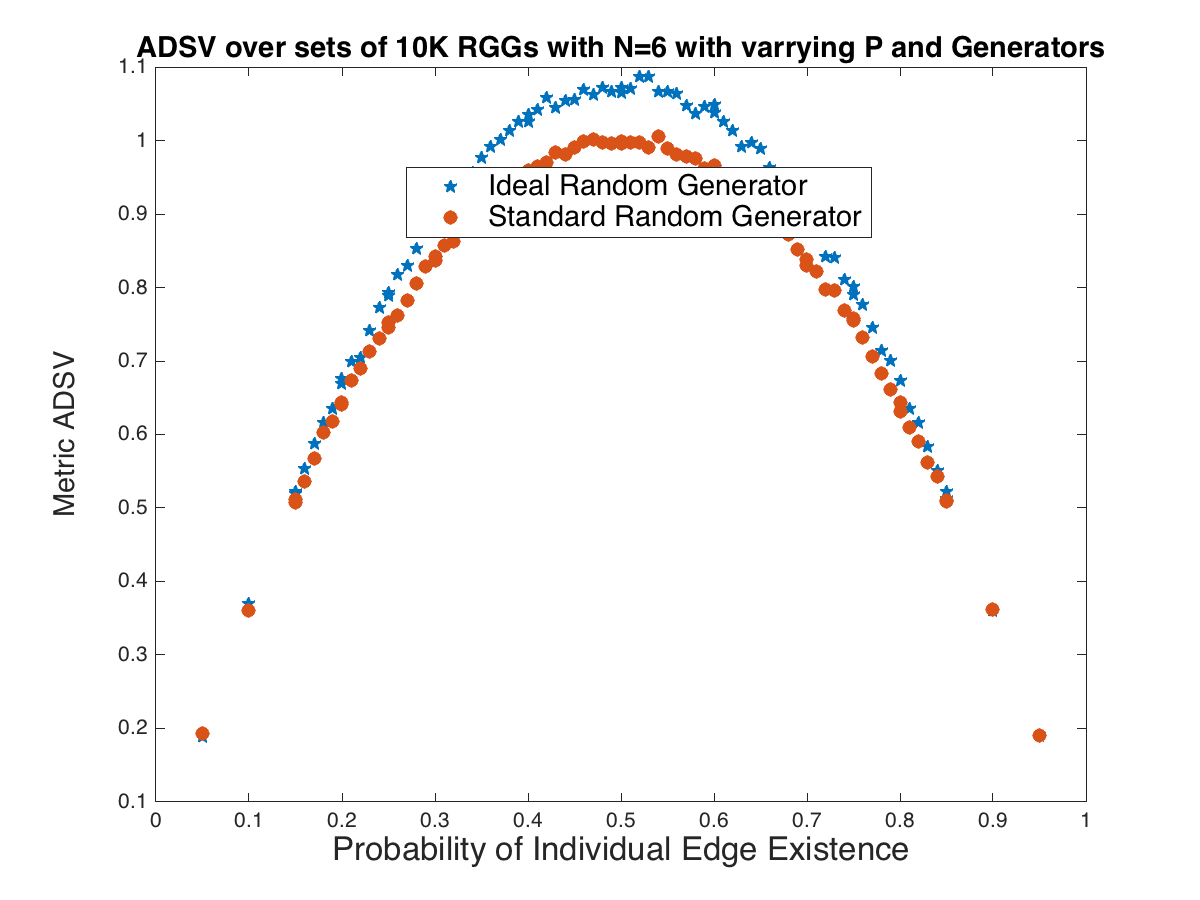 ADSV over sets of 10K RGGs with N=6 with varrying P and Generators
1.1
1
0.9
0.8
0.7
0.6
0.5
0.4
0.3
0.2
0.1
Metric ADSV
Ideal Random Generator
Standard Random Generator
0 0.1 0.2 0.3 0.4 0.5 0.6 0.7 0.8 0.9 1
Probability of Individual Edge Existence